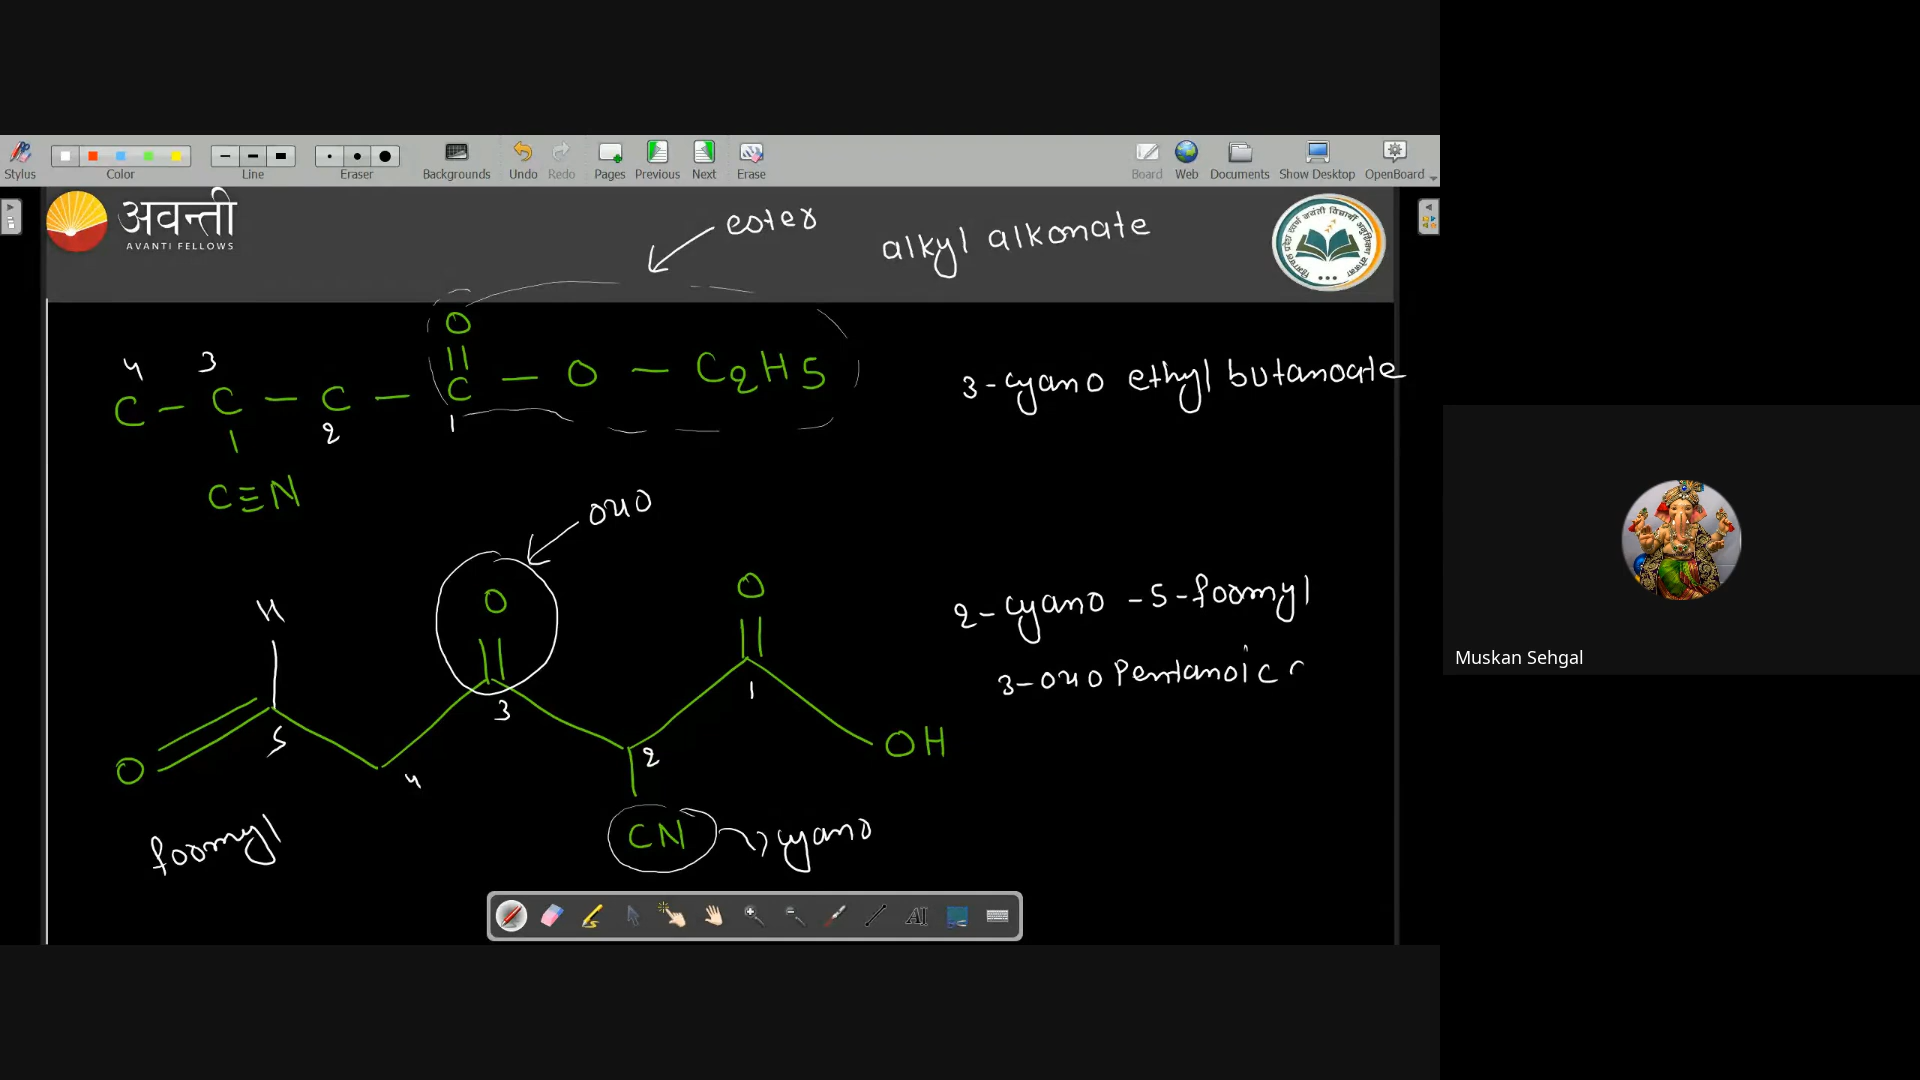 Stylus
Color
Line
Eraser
Backgrounds
Undo
Redo
Pages
Previous
Next
Erase
Board
Web
Documents
Show Desktop
OpenBoard
अवन्ती
AVANTI FELLOWS
ester
alkyl alkonate
O
4 3
C - C - C - C - O - C2H5
2 1
C≡N
3-cyano ethyl butanoate
oxo
H
O O
2-cyano -5-formyl
3-oxo Pentanoic
1
3
5
2
OH
O
4
CN
cyano
formyl
Muskan Sehgal